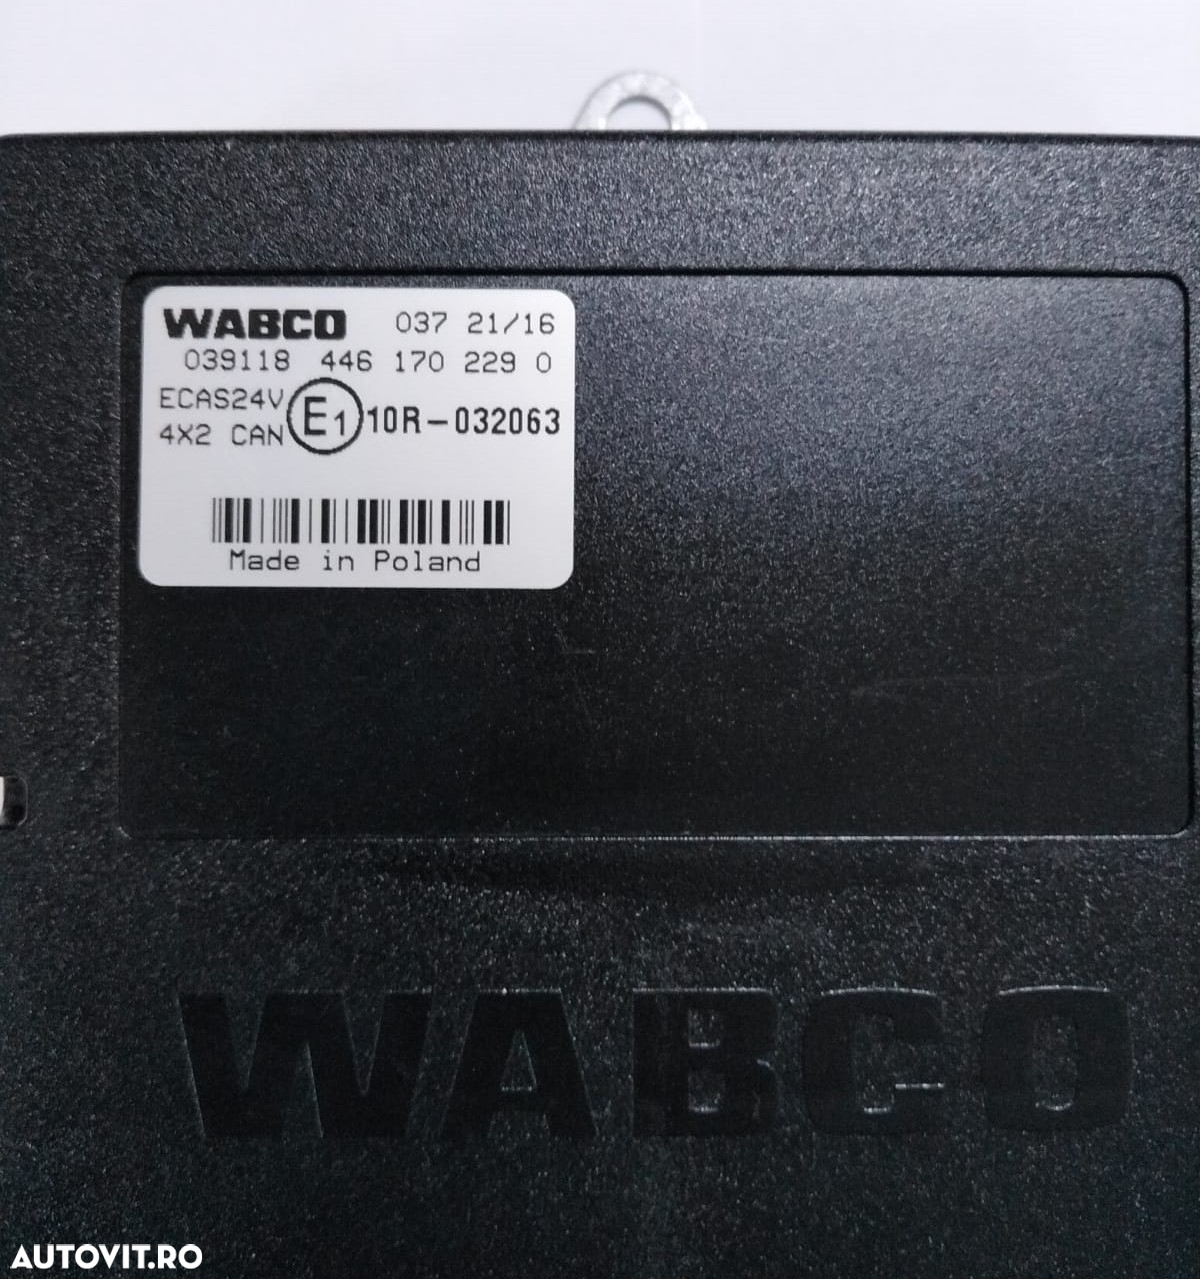 WABCO 037 21/16
039118 446 170 229 0
ECAS24V
4X2 CAN
E1 10R-032063
Made in Poland
WABCO
AUTOVIT.RO